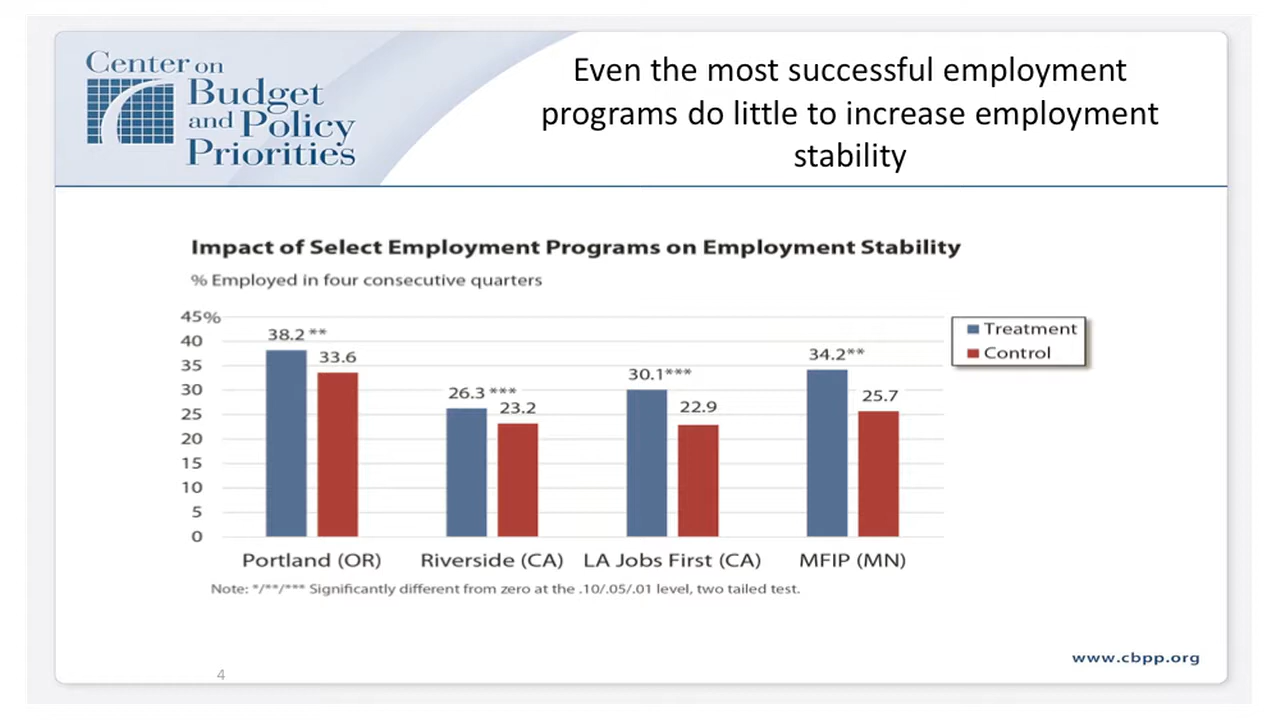 Center on
Budget
and Policy
Priorities
Even the most successful employment
programs do little to increase employment
stability
Impact of Select Employment Programs on Employment Stability
% Employed in four consecutive quarters
45%
40
35
30
25
20
15
10
5
0
38.2 **
33.6
26.3 ***
23.2
30.1***
22.9
34.2**
25.7
Treatment
Control
Portland (OR) Riverside (CA) LA Jobs First (CA) MFIP (MN)
Note: */**/*** Significantly different from zero at the .10/.05/.01 level, two tailed test.
www.cbpp.org
4